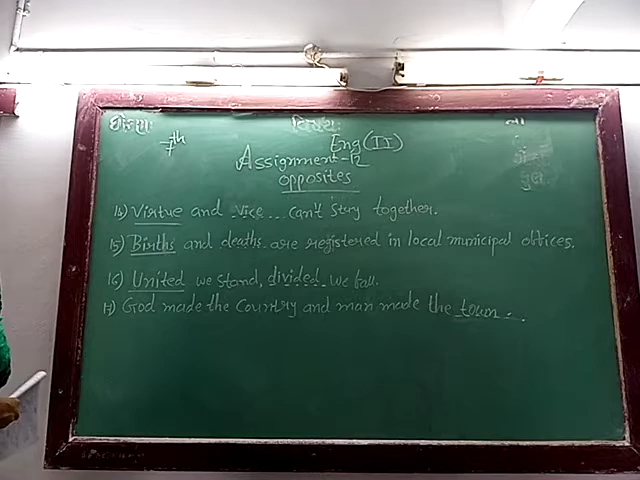 ધોરણ: વિષય: તા
7th Eng (II)
Assignment-12
opposites
14) Virtue and .vice... can't stay together.
15) Births and deaths are registered in local municipal offices.
16) United we stand, divided. we fall.
17) God made the country and man made the town...